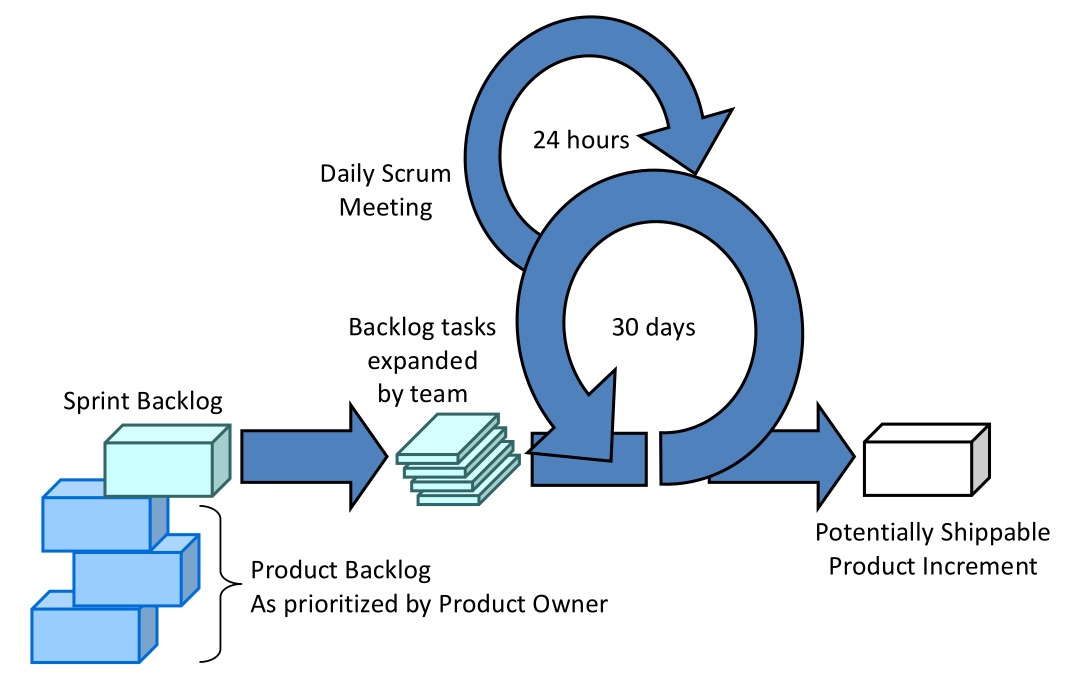 24 hours
Daily Scrum
Meeting
30 days
Backlog tasks
expanded
by team
Sprint Backlog
Potentially Shippable
Product Increment
Product Backlog
As prioritized by Product Owner